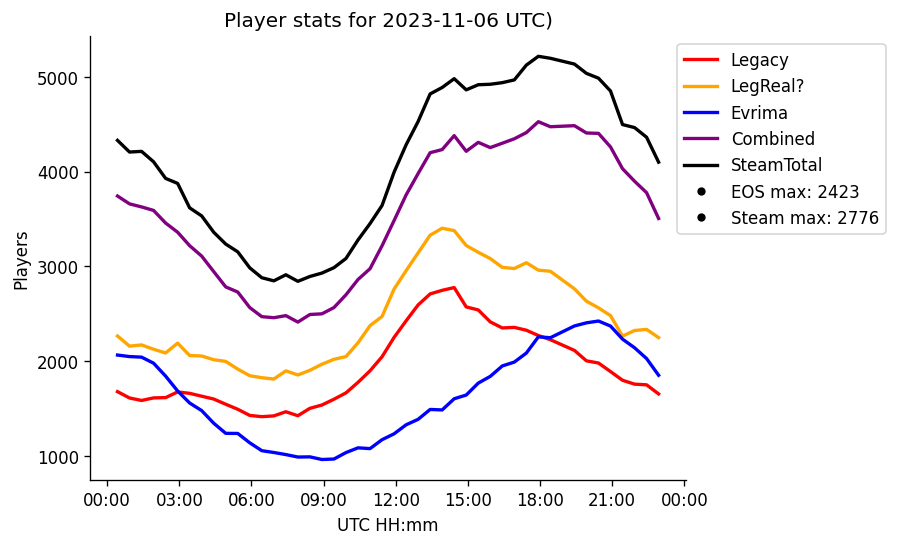 Player stats for 2023-11-06 UTC)
Players
5000
4000
3000
2000
1000
00:00 03:00 06:00 09:00 12:00 15:00 18:00 21:00 00:00
UTC HH:mm
Legacy
LegReal?
Evrima
Combined
SteamTotal
EOS max: 2423
Steam max: 2776